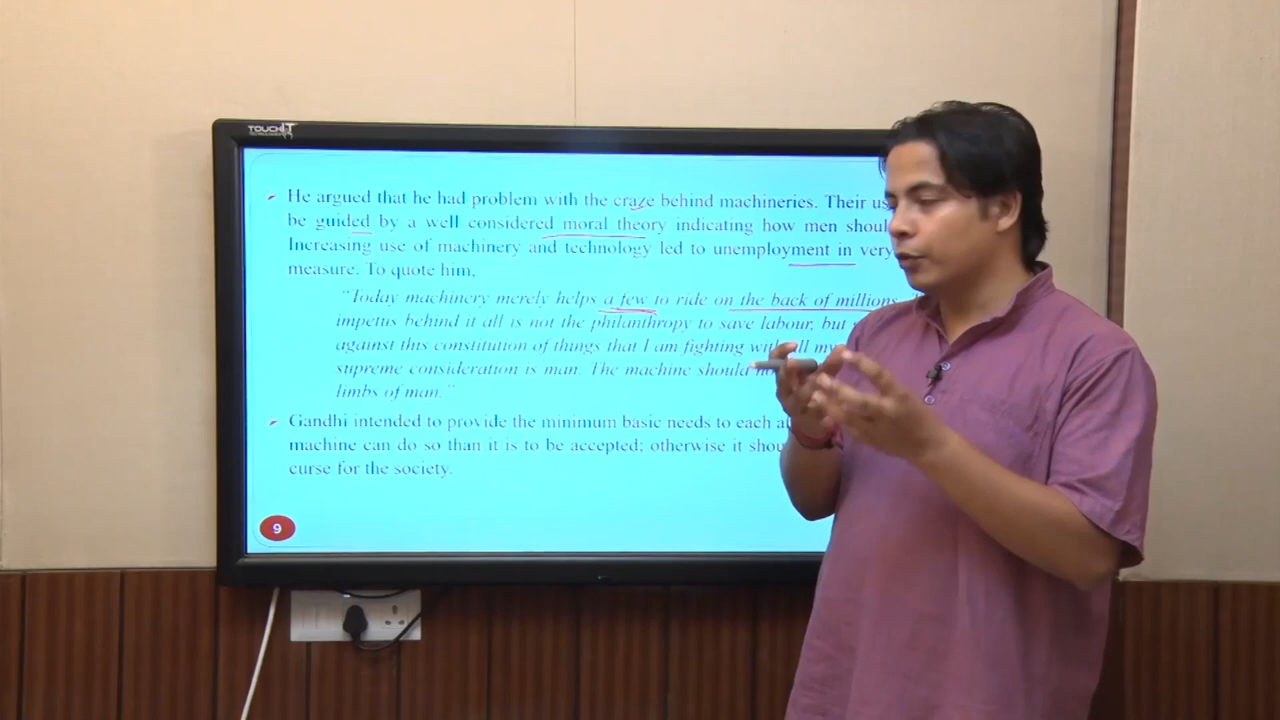 TOUCHIT
TECHNOLOGIES
He argued that he had problem with the craze behind machineries. Their
be guided by a well considered moral theory indicating how men
Increasing use of machinery and technology led to unemployment in very
measure. To quote him,
“Today machinery merely helps a few to ride on the back of millions.
impetus behind it all is not the philanthropy to save labour, but
against this constitution of things that I am fighting with all
supreme consideration is man. The machine should
limbs of man.”
Gandhi intended to provide the minimum basic needs to each
machine can do so than it is to be accepted; otherwise it
curse for the society.
9